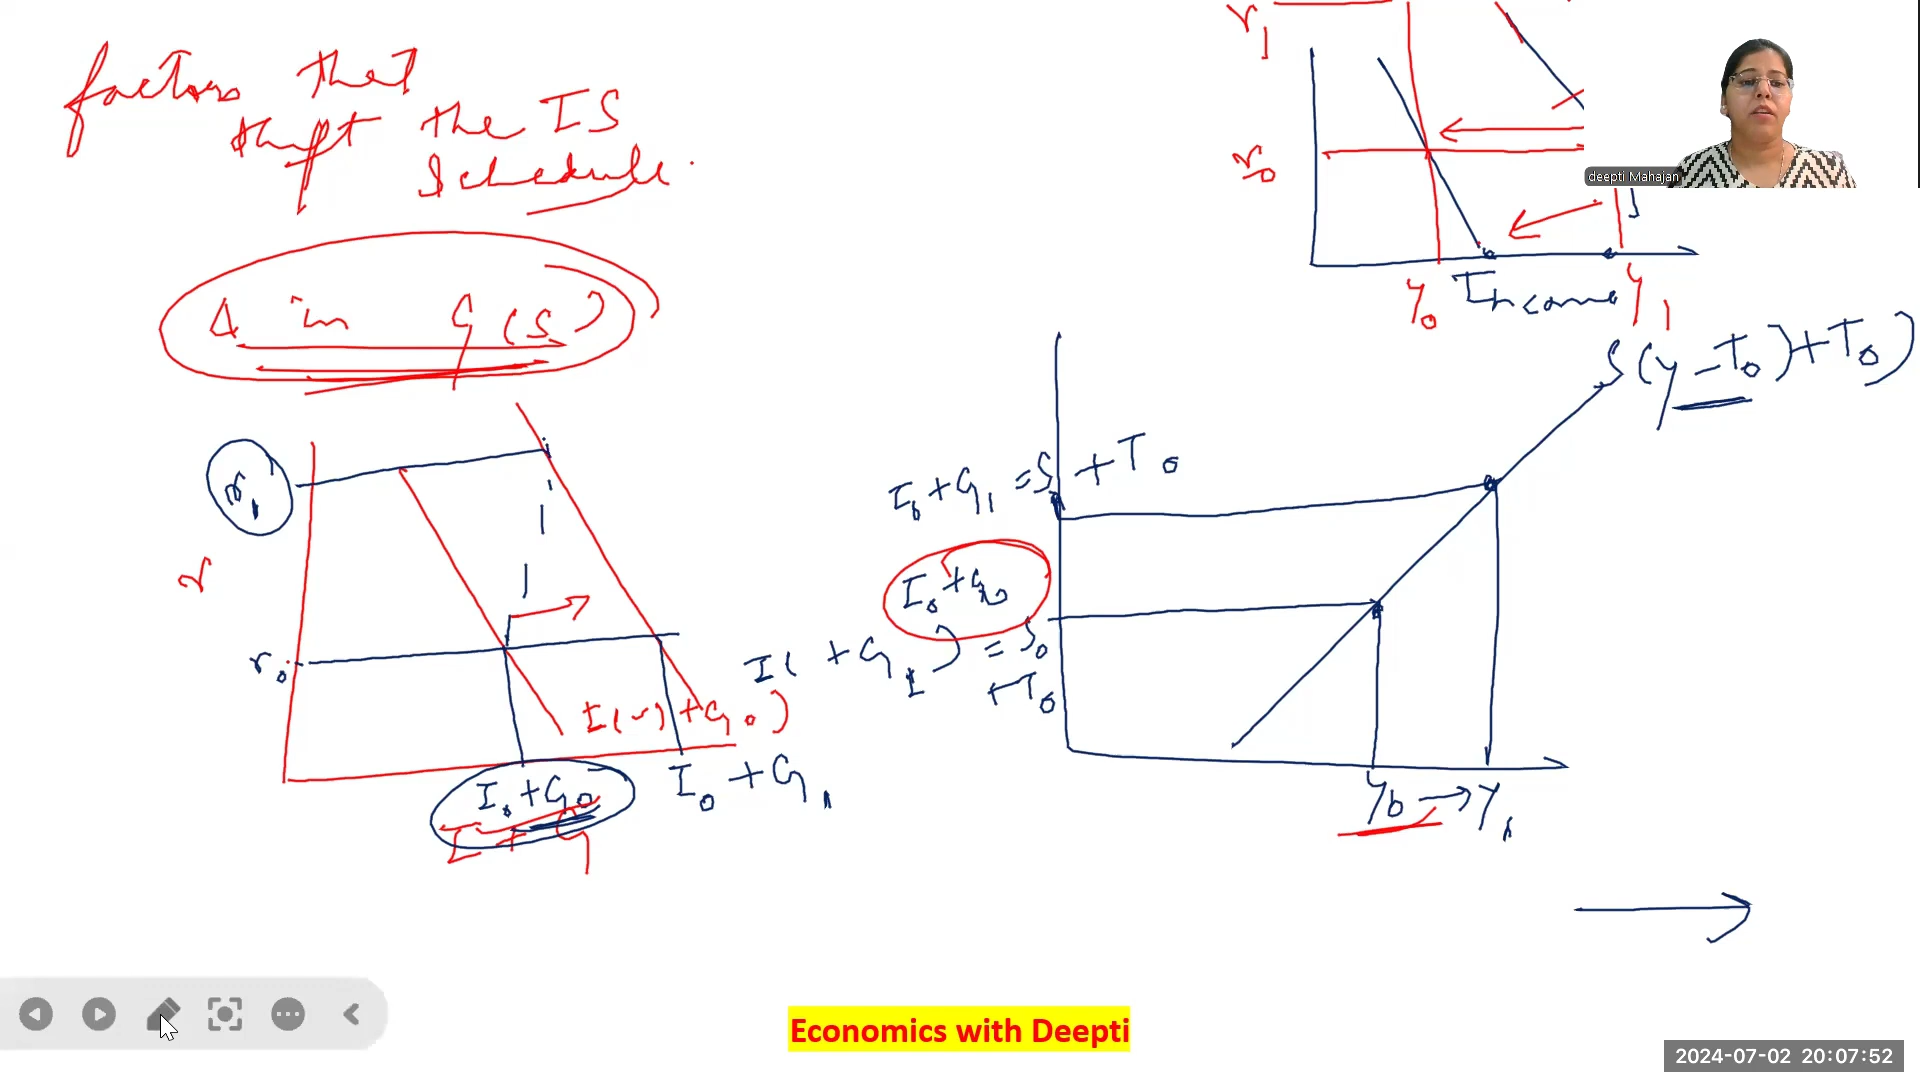 factors that
shift the IS
Schedule.
Δ in G(s)
r1
r0
deepti Mahajan
y0 Income y1
S(y-T0)+T0)
I0+G1 = S1+T0
I0+G0
I( +G1) = S0
+T0
r1
r
r0
I(r)+G0)
I0+G0 I0+G1
I+G
y0→y1
Economics with Deepti
2024-07-02 20:07:52